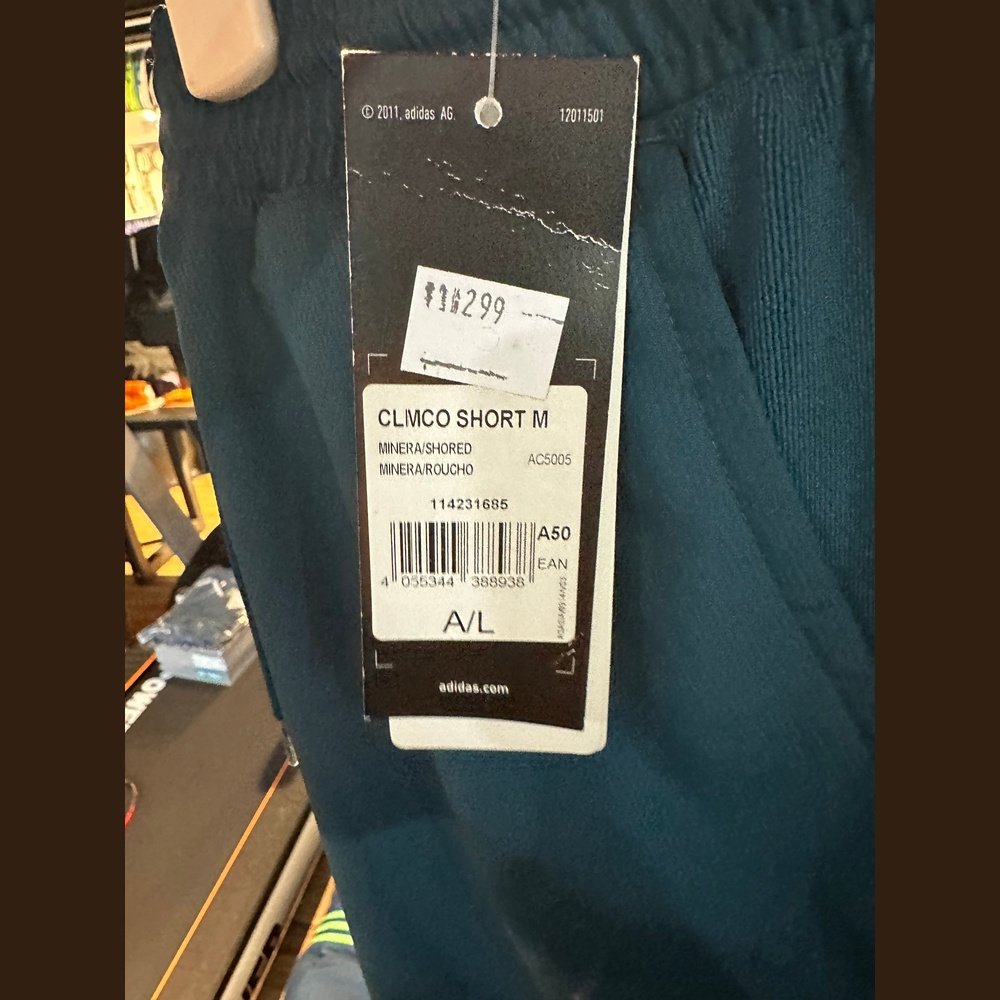 © 2011, adidas AG 12011501
299
CLMCO SHORT M
MINERA/SHORED
MINERA/ROUCHO AC5005
114231685
A50
EAN
4 055344 388938
A/L
adidas.com